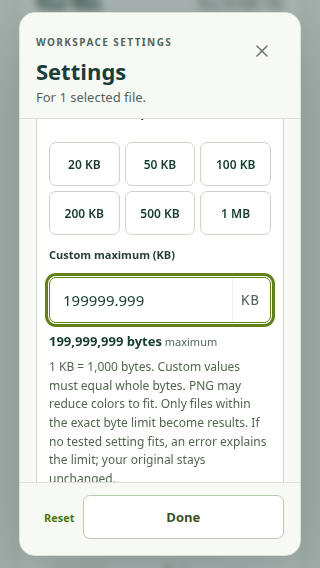 WORKSPACE SETTINGS
Settings
For 1 selected file.
20 KB
50 KB
100 KB
200 KB
500 KB
1 MB
Custom maximum (KB)
199999.999
KB
199,999,999 bytes maximum
1 KB = 1,000 bytes. Custom values
must equal whole bytes. PNG may
reduce colors to fit. Only files within
the exact byte limit become results. If
no tested setting fits, an error explains
the limit; your original stays
unchanged.
Reset
Done